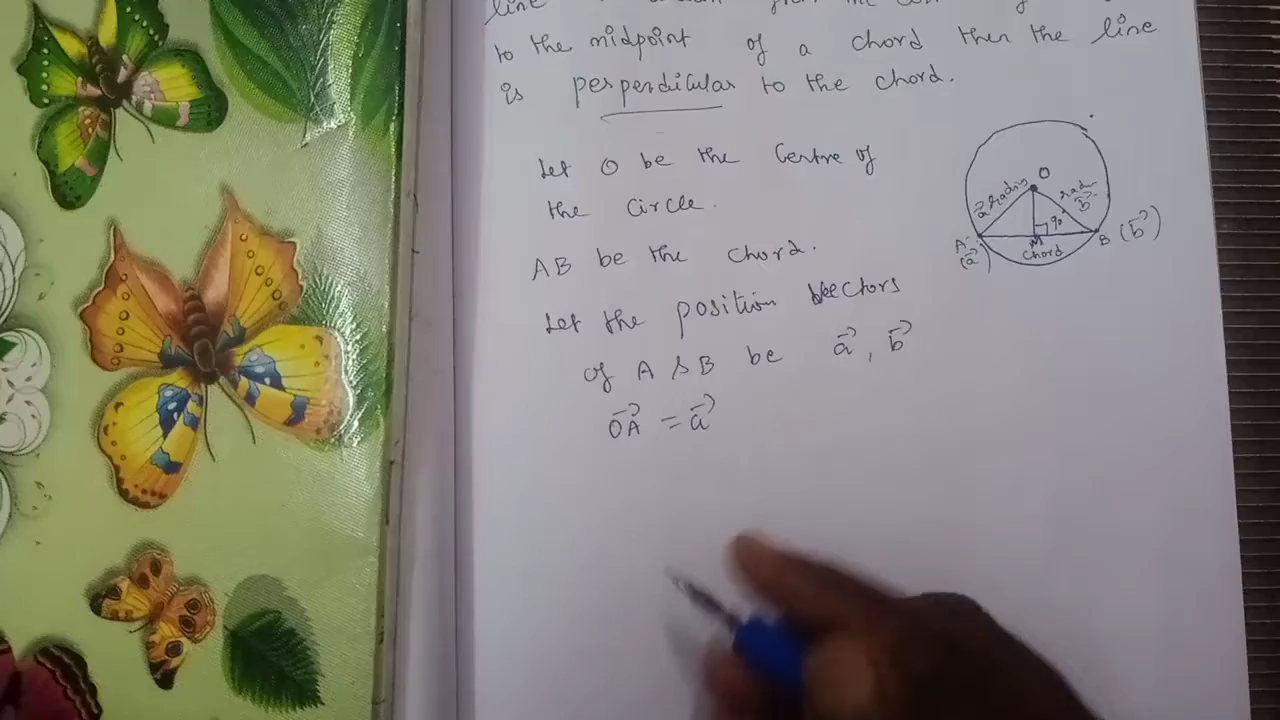 line
to the midpoint of a chord then the line
is perpendicular to the chord.
Let O be the Centre of
the circle.
AB be the chord.
Let the position vectors
of A & B be a⃗, b⃗
OA⃗ = a⃗
O
a⃗ radius
b⃗
90
A
(a⃗)
M
B (b⃗)
chord